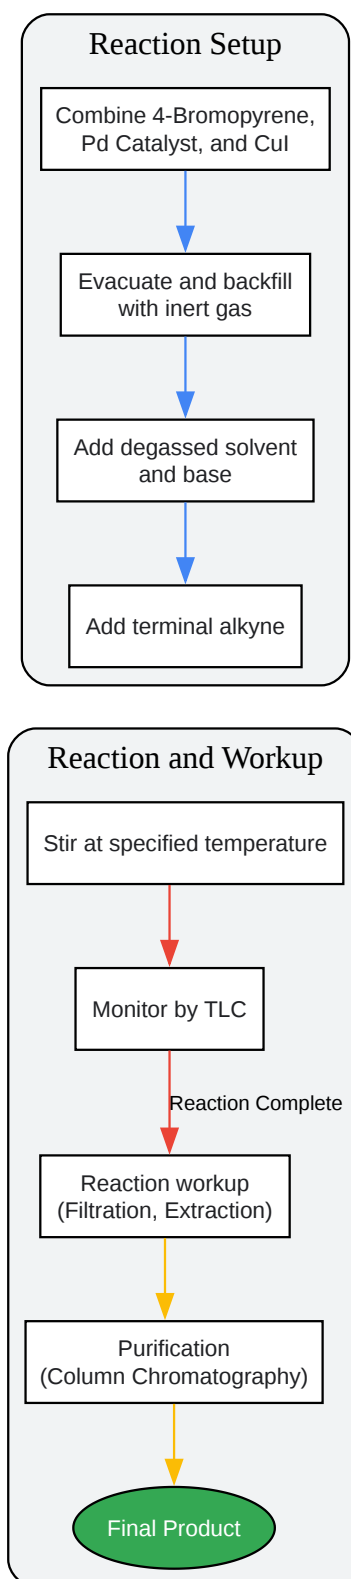 Reaction Setup
Combine 4-Bromopyrene,
Pd Catalyst, and CuI
Evacuate and backfill
with inert gas
Add degassed solvent
and base
Add terminal alkyne
Reaction and Workup
Stir at specified temperature
Monitor by TLC
Reaction Complete
Reaction workup
(Filtration, Extraction)
Purification
(Column Chromatography)
Final Product